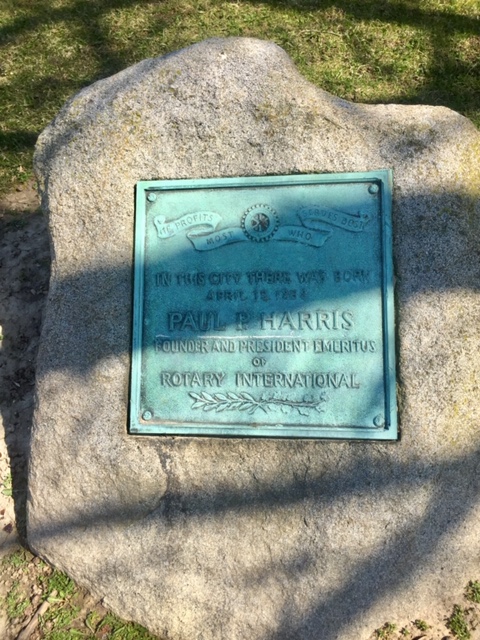 HE PROFITS MOST WHO SERVES BEST
IN THIS CITY THERE WAS BORN
APRIL 19, 1868
PAUL P. HARRIS
FOUNDER AND PRESIDENT EMERITUS
OF
ROTARY INTERNATIONAL